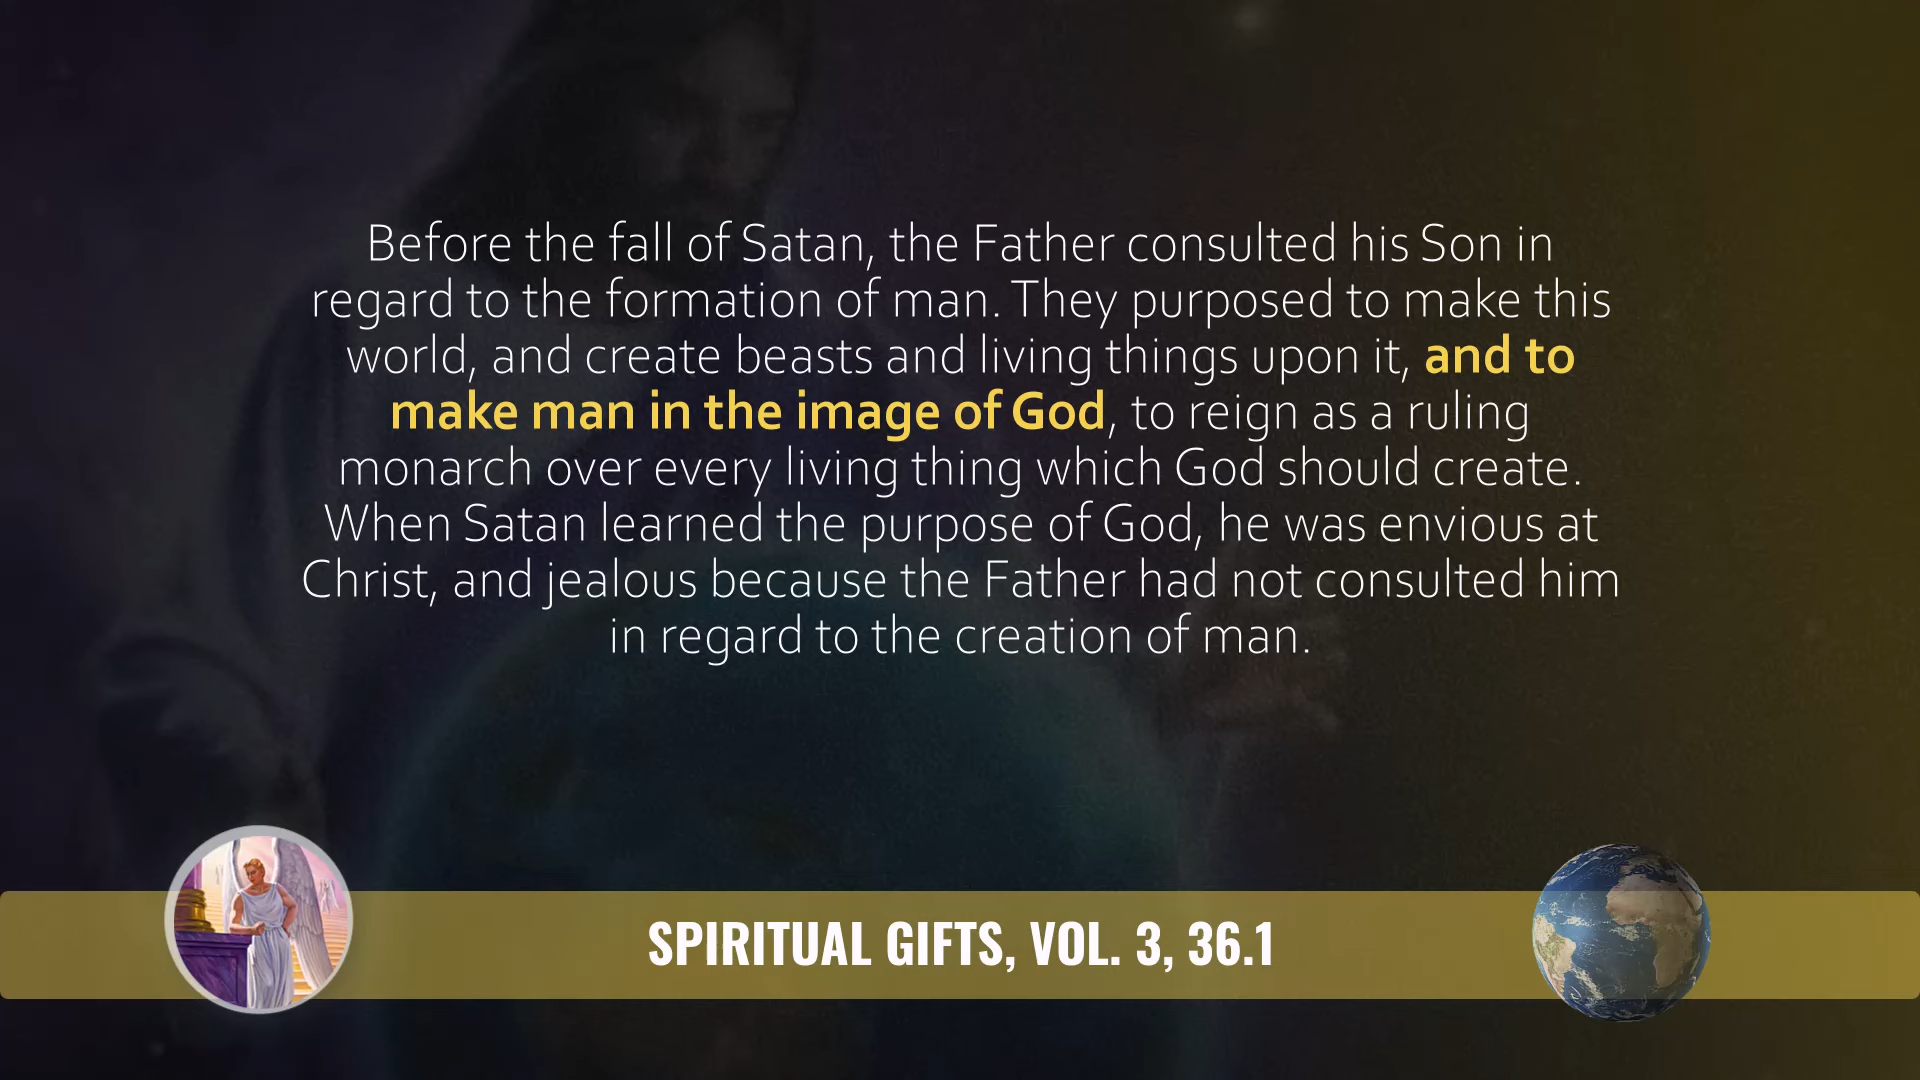 Before the fall of Satan, the Father consulted his Son in
regard to the formation of man. They purposed to make this
world, and create beasts and living things upon it, and to
make man in the image of God, to reign as a ruling
monarch over every living thing which God should create.
When Satan learned the purpose of God, he was envious at
Christ, and jealous because the Father had not consulted him
in regard to the creation of man.
SPIRITUAL GIFTS, VOL. 3, 36.1